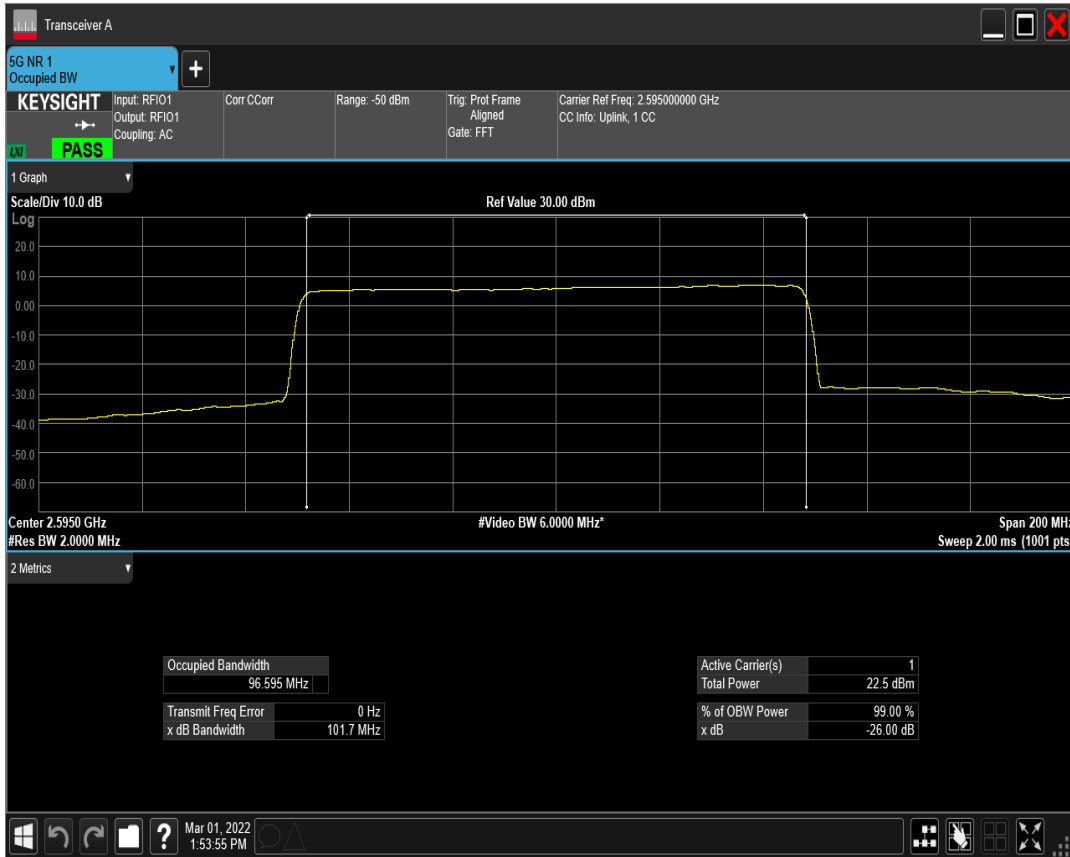 Transceiver A
5G NR 1
Occupied BW
KEYSIGHT
LXI
PASS
Input: RFIO1
Output: RFIO1
Coupling: AC
Corr CCorr
Range: -50 dBm
Trig: Prot Frame
Aligned
Gate: FFT
Carrier Ref Freq: 2.595000000 GHz
CC Info: Uplink, 1 CC
1 Graph
Scale/Div 10.0 dB
Ref Value 30.00 dBm
Log
20.0
10.0
0.00
-10.0
-20.0
-30.0
-40.0
-50.0
-60.0
Center 2.5950 GHz
#Video BW 6.0000 MHz*
Span 200 MHz
#Res BW 2.0000 MHz
Sweep 2.00 ms (1001 pts
2 Metrics
Occupied Bandwidth
96.595 MHz
Transmit Freq Error 0 Hz
x dB Bandwidth 101.7 MHz
Active Carrier(s) 1
Total Power 22.5 dBm
% of OBW Power 99.00 %
x dB -26.00 dB
?
Mar 01, 2022
1:53:55 PM